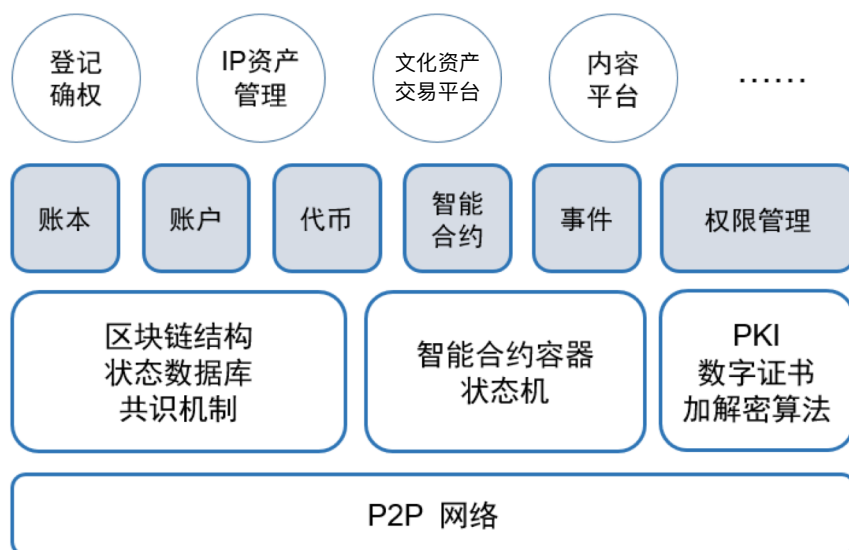 登记
确权
IP资产
管理
文化资产
交易平台
内容
平台
……
账本
账户
代币
智能
合约
事件
权限管理
区块链结构
状态数据库
共识机制
智能合约容器
状态机
PKI
数字证书
加解密算法
P2P 网络